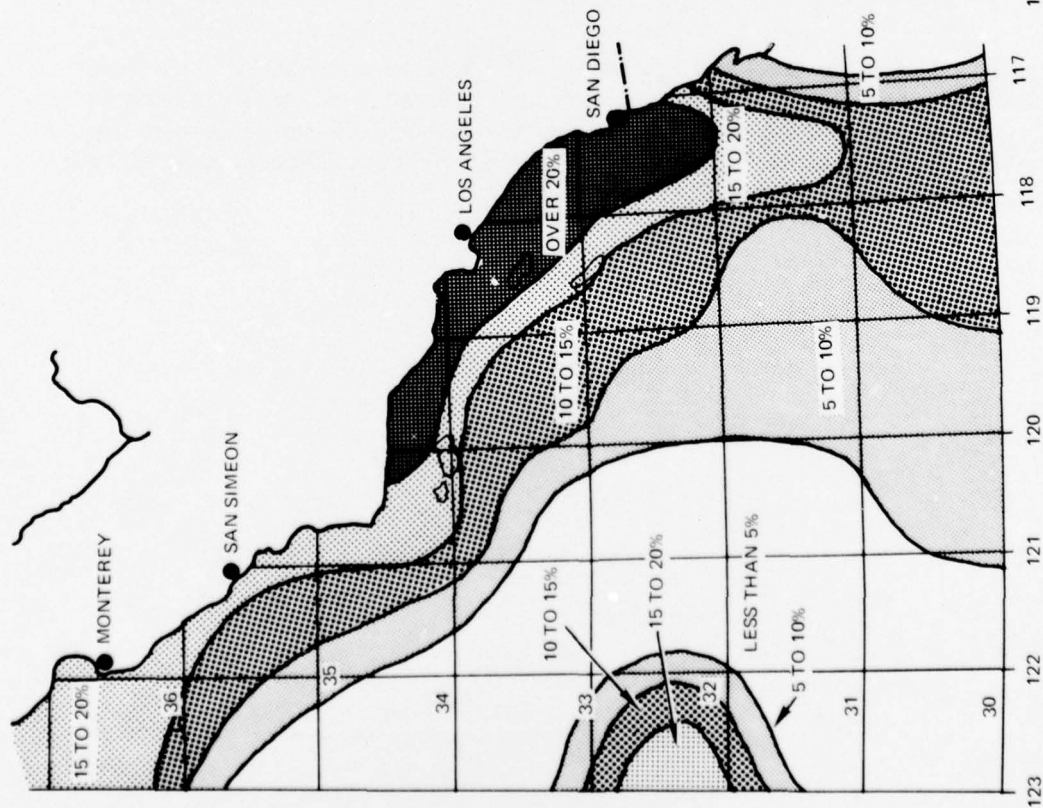 15 TO 20%
MONTEREY
SAN SIMEON
LOS ANGELES
SAN DIEGO
OVER 20%
15 TO 20%
10 TO 15%
5 TO 10%
5 TO 10%
10 TO 15%
15 TO 20%
LESS THAN 5%
5 TO 10%
36
35
34
33
32
31
30
123
122
121
120
119
118
117